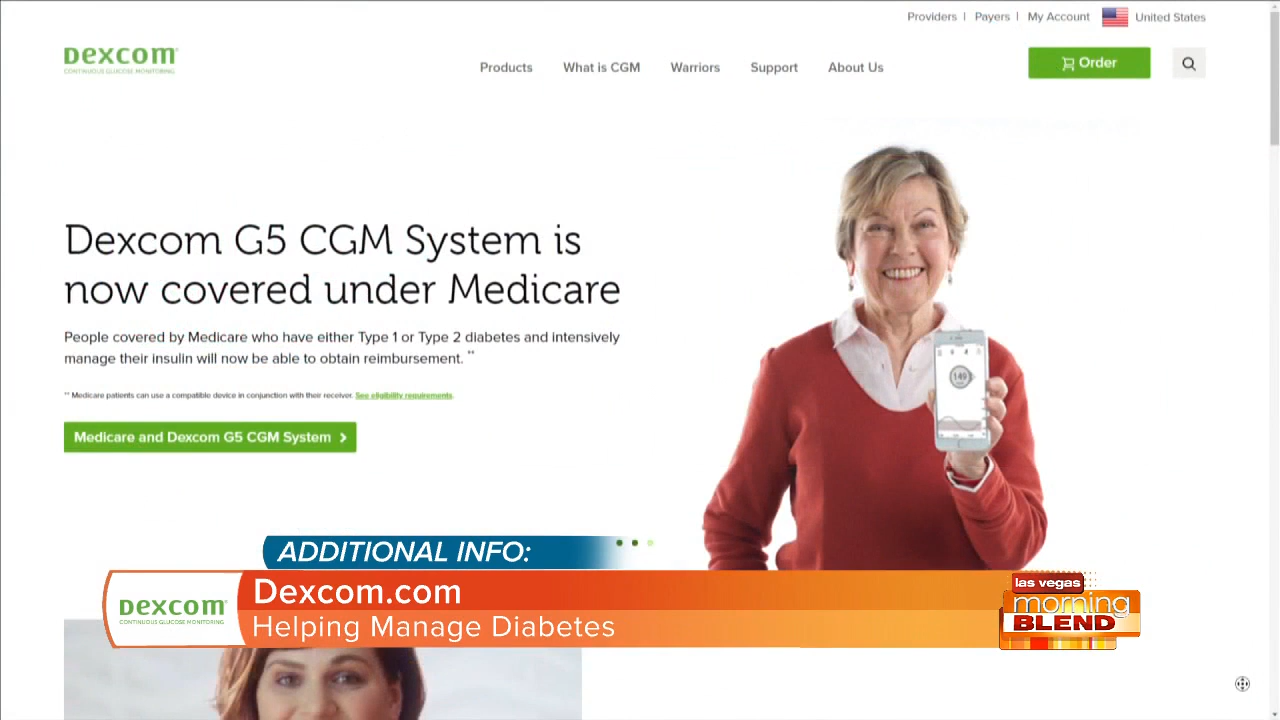 Providers | Payers | My Account United States
Dexcom
CONTINUOUS GLUCOSE MONITORING
Products What is CGM Warriors Support About Us
Order
Dexcom G5 CGM System is
now covered under Medicare
People covered by Medicare who have either Type 1 or Type 2 diabetes and intensively
manage their insulin will now be able to obtain reimbursement. **
** Medicare patients can use a compatible device in conjunction with their receiver. See eligibility requirements.
Medicare and Dexcom G5 CGM System
149
ADDITIONAL INFO:
Dexcom
CONTINUOUS GLUCOSE MONITORING
Dexcom.com
Helping Manage Diabetes
las vegas
morning
BLEND